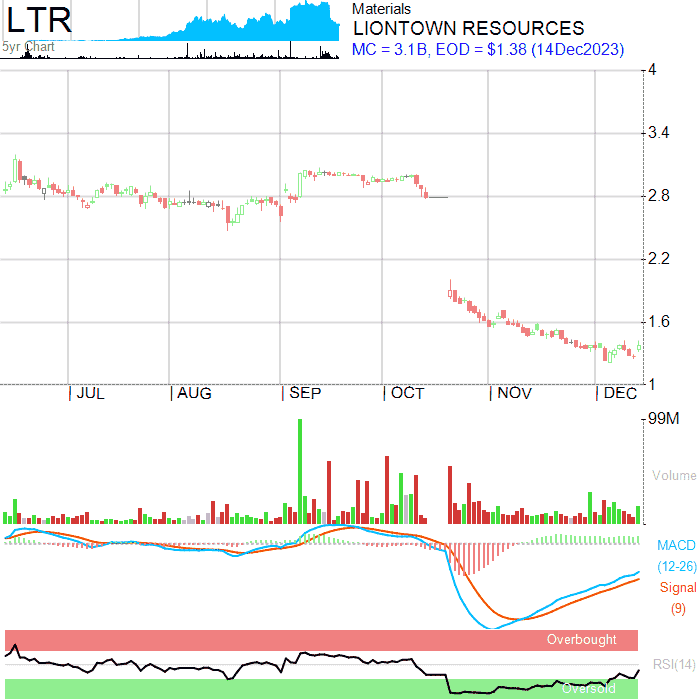 LTR
5yr Chart
Materials
LIONTOWN RESOURCES
MC = 3.1B, EOD = $1.38 (14Dec2023)
4
3.4
2.8
2.2
1.6
1
JUL
AUG
SEP
OCT
NOV
DEC
99M
Volume
MACD
(12-26)
Signal
(9)
Overbought
RSI(14)
Oversold